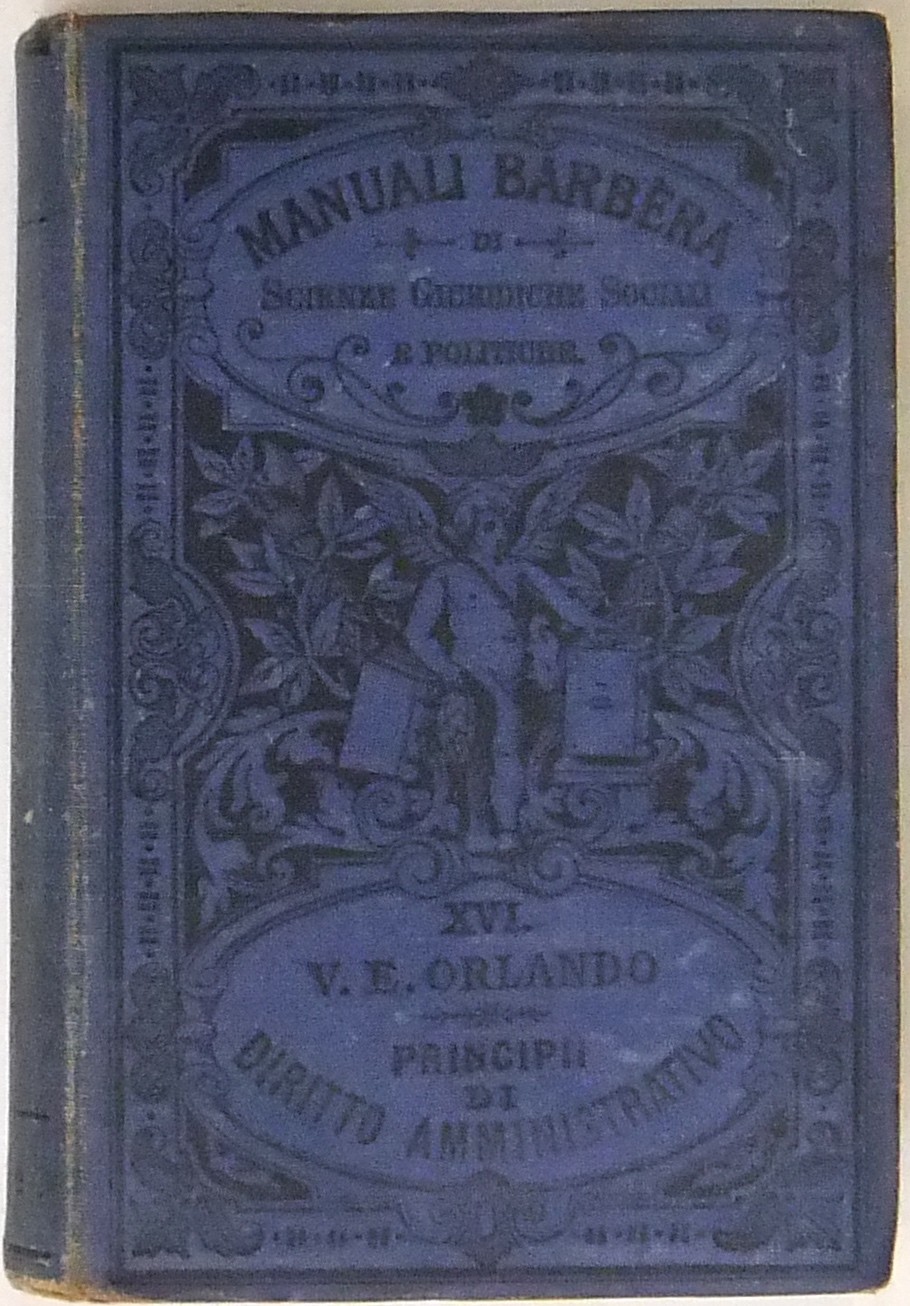 MANUALI BARBÈRA
DI
SCIENZE GIURIDICHE SOCIALI
E POLITICHE.
XVI.
V. E. ORLANDO
PRINCIPII
DI
DIRITTO AMMINISTRATIVO